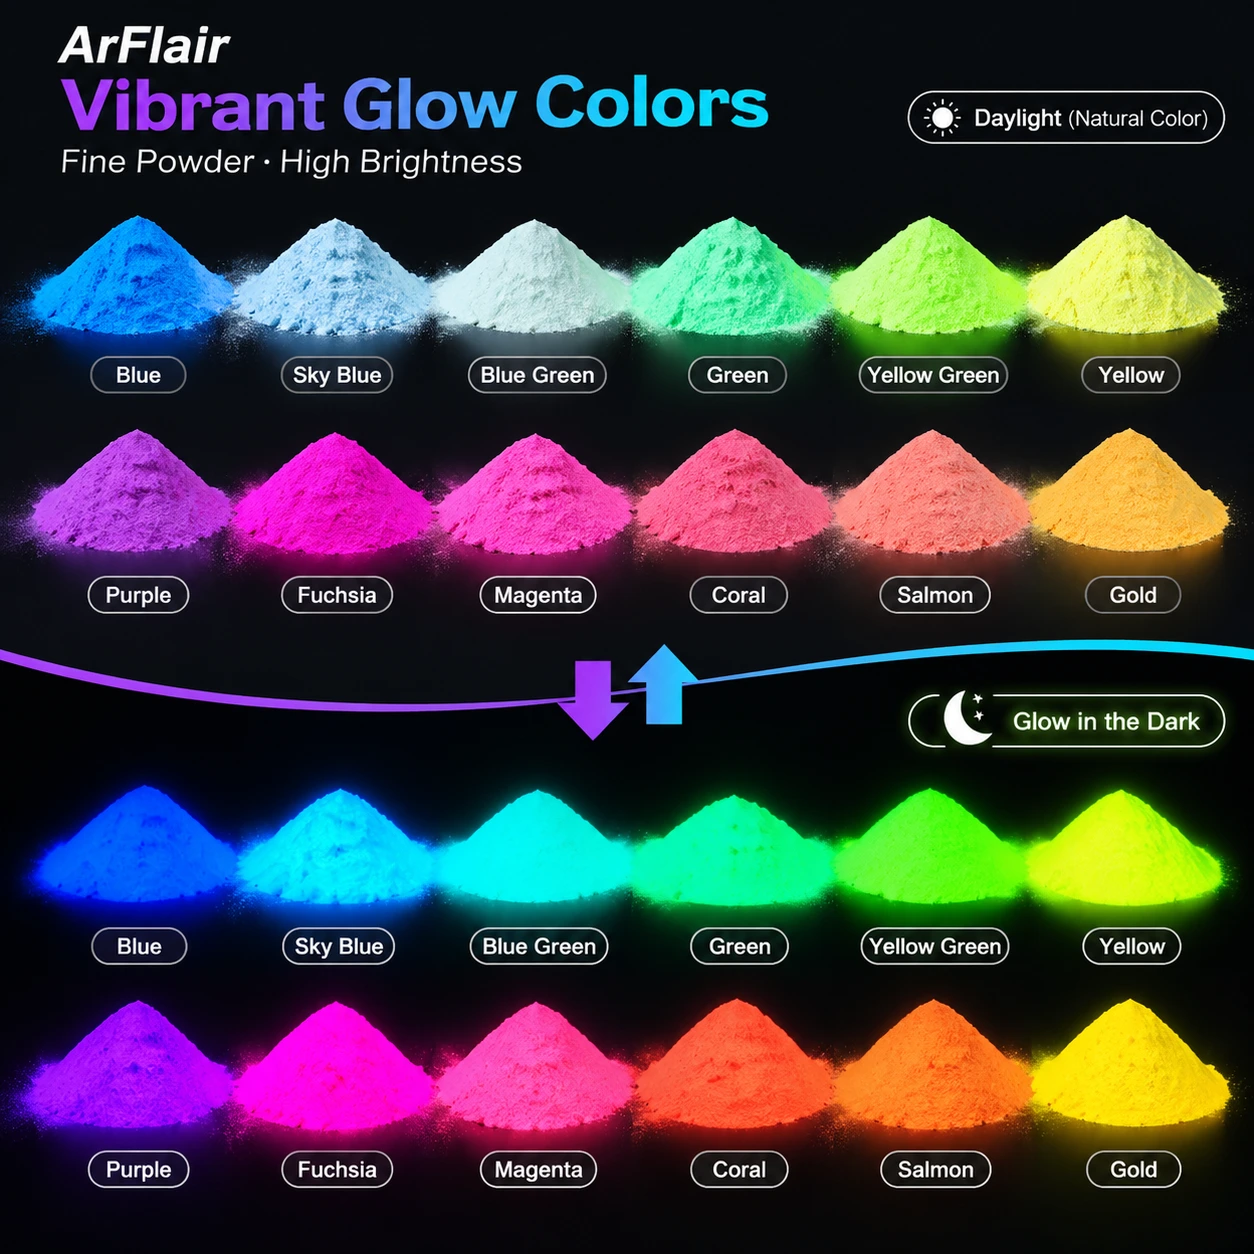 ArFlair
Vibrant Glow Colors
Fine Powder · High Brightness
Daylight (Natural Color)
Blue
Sky Blue
Blue Green
Green
Yellow Green
Yellow
Purple
Fuchsia
Magenta
Coral
Salmon
Gold
Glow in the Dark
Blue
Sky Blue
Blue Green
Green
Yellow Green
Yellow
Purple
Fuchsia
Magenta
Coral
Salmon
Gold